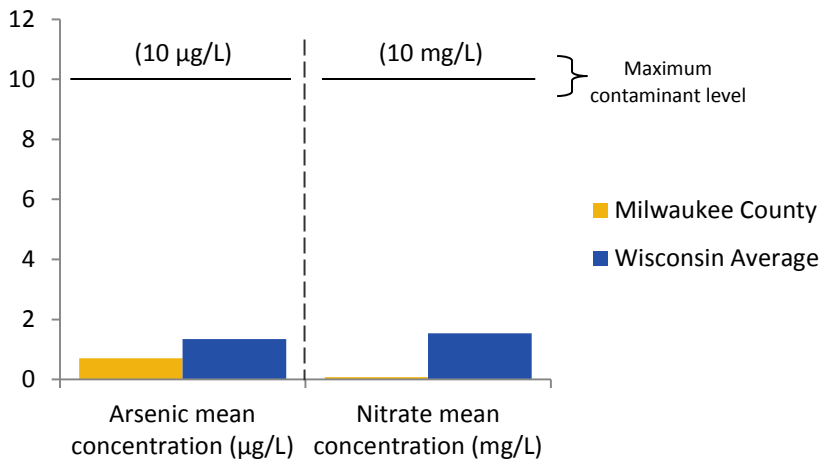 12
10
8
6
4
2
0
(10 µg/L)
(10 mg/L)
Maximum
contaminant level
Milwaukee County
Wisconsin Average
Arsenic mean
concentration (µg/L)
Nitrate mean
concentration (mg/L)